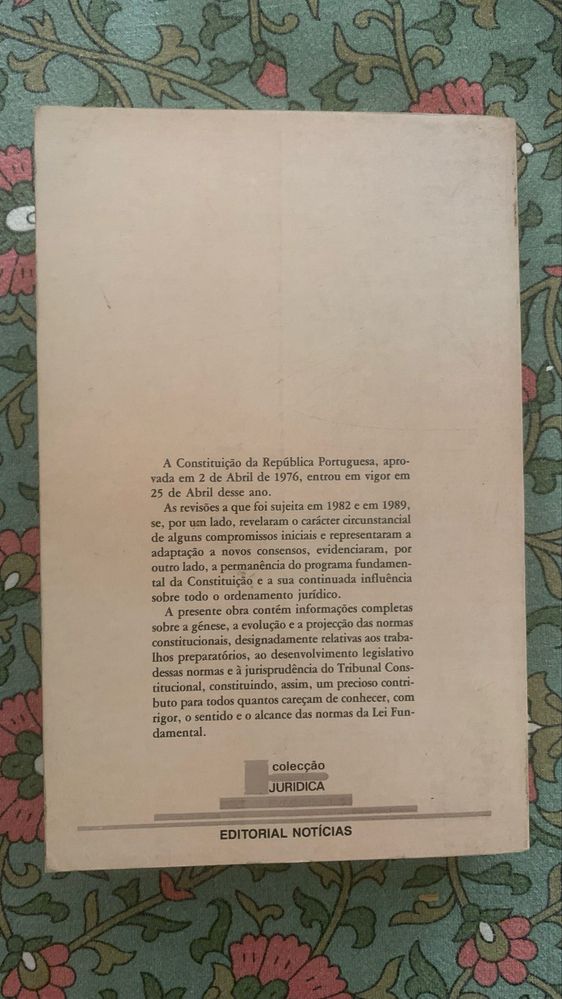 A Constituição da República Portuguesa, apro-
vada em 2 de Abril de 1976, entrou em vigor em
25 de Abril desse ano.
As revisões a que foi sujeita em 1982 e em 1989,
se, por um lado, revelaram o carácter circunstancial
de alguns compromissos iniciais e representaram a
adaptação a novos consensos, evidenciaram, por
outro lado, a permanência do programa fundamen-
tal da Constituição e a sua continuada influência
sobre todo o ordenamento jurídico.
A presente obra contém informações completas
sobre a génese, a evolução e a projecção das normas
constitucionais, designadamente relativas aos traba-
lhos preparatórios, ao desenvolvimento legislativo
dessas normas e à jurisprudência do Tribunal Cons-
titucional, constituindo, assim, um precioso contri-
buto para todos quantos careçam de conhecer, com
rigor, o sentido e o alcance das normas da Lei Fun-
damental.
colecção
JURIDICA
EDITORIAL NOTÍCIAS